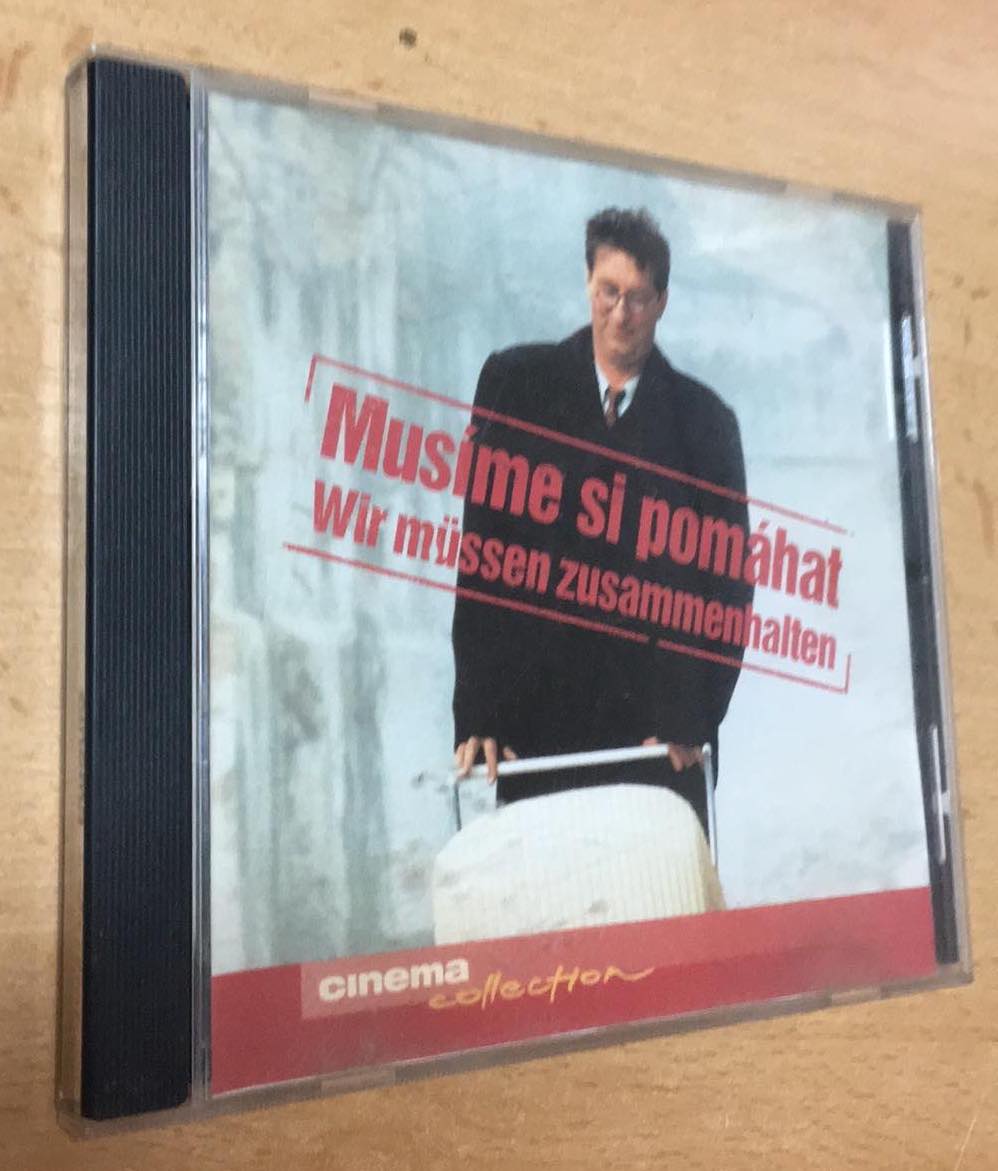 Musíme si pomáhat
Wir müssen zusammenhalten
cinema
collection